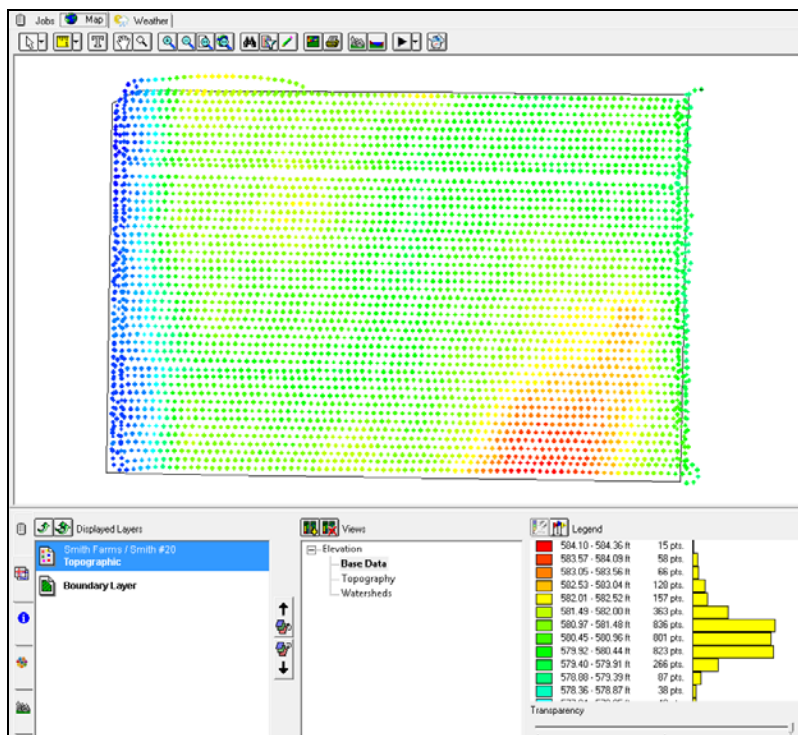 Jobs Map Weather
T
Displayed Layers
Smith Farms / Smith #20
Topographic
Boundary Layer
Views
Elevation
Base Data
Topography
Watersheds
Legend
584.10 - 584.36 ft 15 pts.
583.57 - 584.09 ft 58 pts.
583.05 - 583.56 ft 66 pts.
582.53 - 583.04 ft 128 pts.
582.01 - 582.52 ft 157 pts.
581.49 - 582.00 ft 363 pts.
580.97 - 581.48 ft 836 pts.
580.45 - 580.96 ft 801 pts.
579.92 - 580.44 ft 823 pts.
579.40 - 579.91 ft 266 pts.
578.88 - 579.39 ft 87 pts.
578.36 - 578.87 ft 38 pts.
Transparency